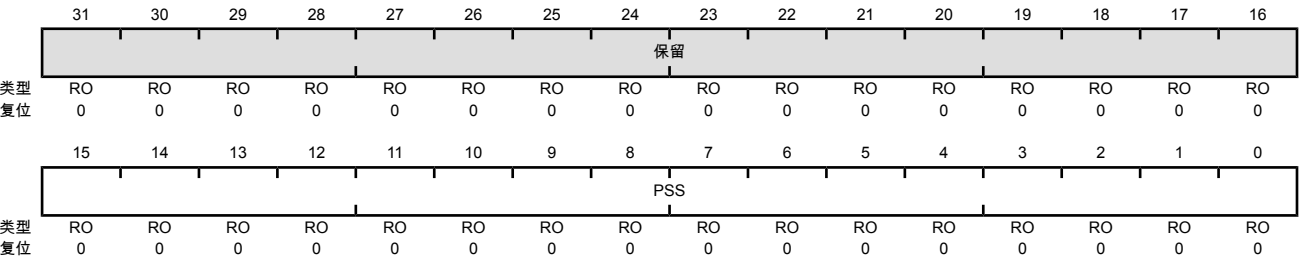 31 30 29 28 27 26 25 24 23 22 21 20 19 18 17 16
保留
类型 RO RO RO RO RO RO RO RO RO RO RO RO RO RO RO RO
复位 0 0 0 0 0 0 0 0 0 0 0 0 0 0 0 0
15 14 13 12 11 10 9 8 7 6 5 4 3 2 1 0
PSS
类型 RO RO RO RO RO RO RO RO RO RO RO RO RO RO RO RO
复位 0 0 0 0 0 0 0 0 0 0 0 0 0 0 0 0